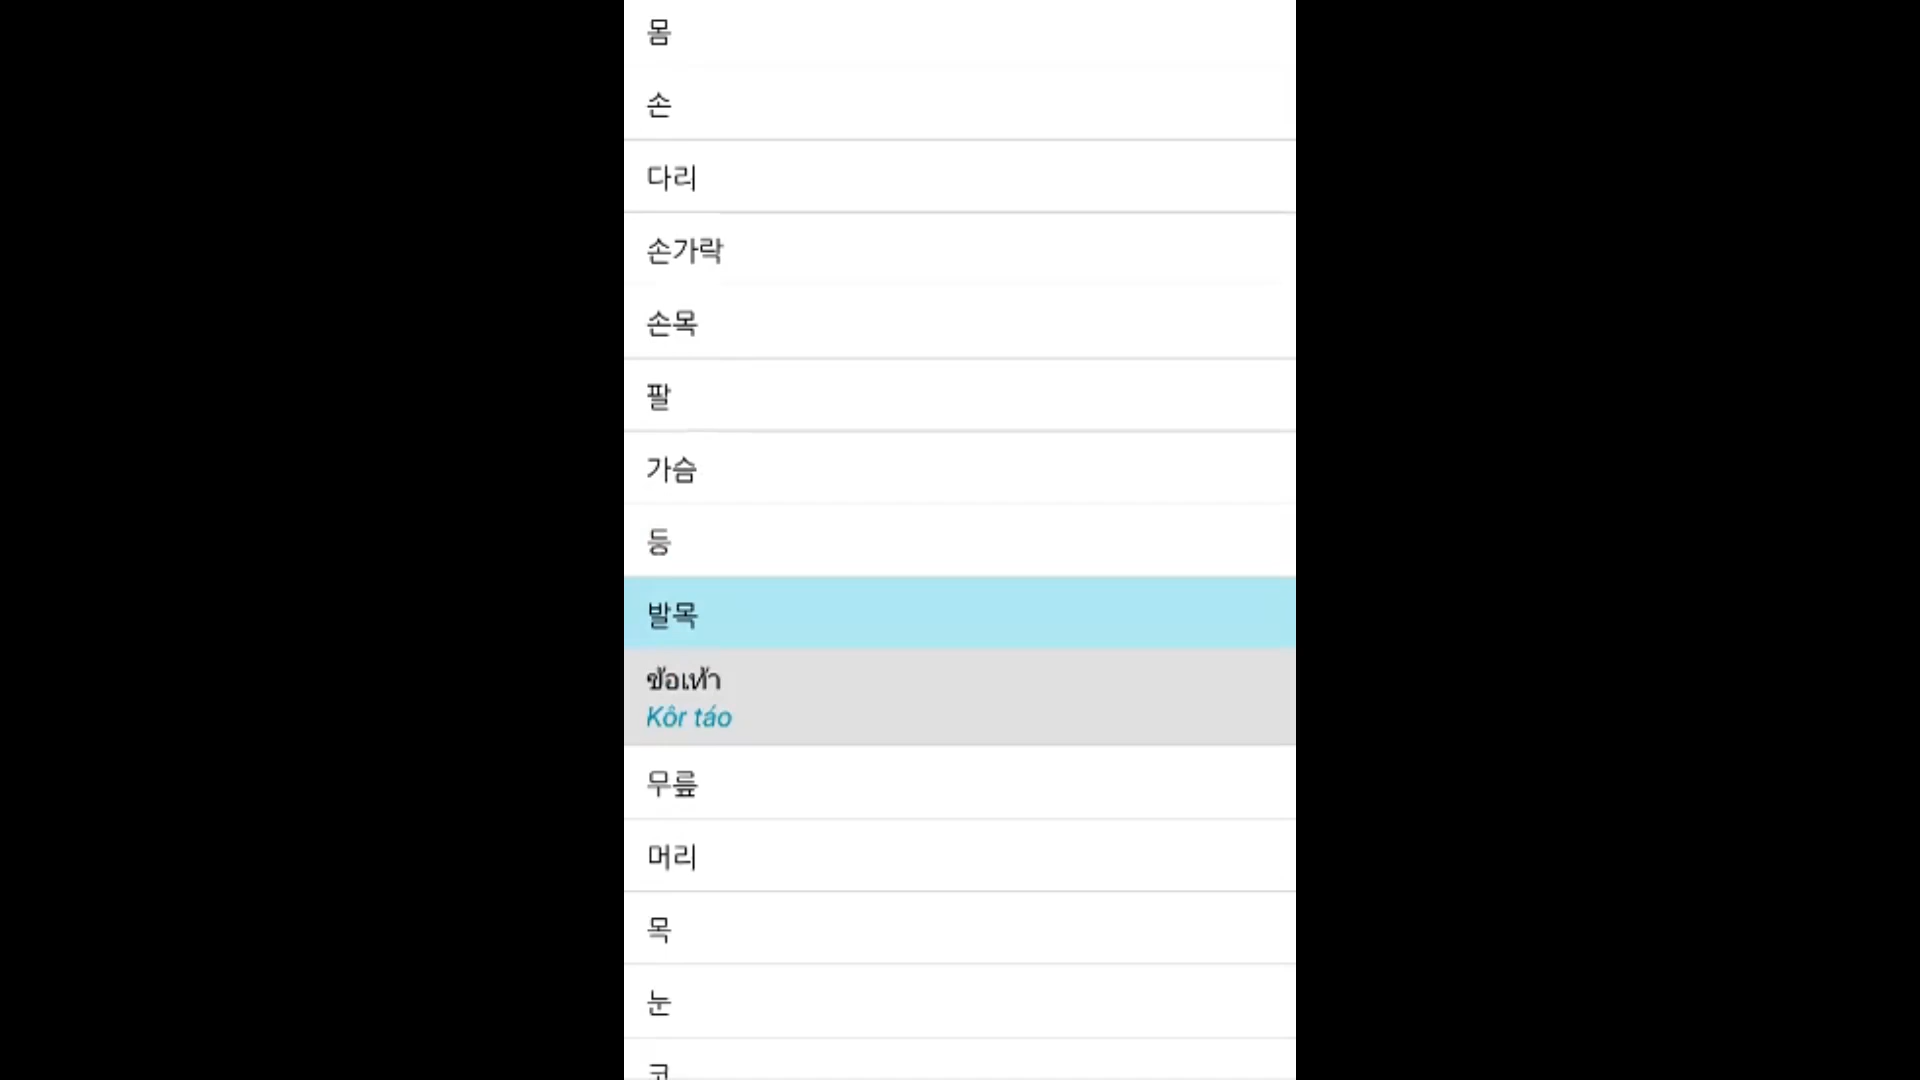 몸
손
다리
손가락
손목
팔
가슴
등
발목
ข้อเท้า
Kôr táo
무릎
머리
목
눈
코